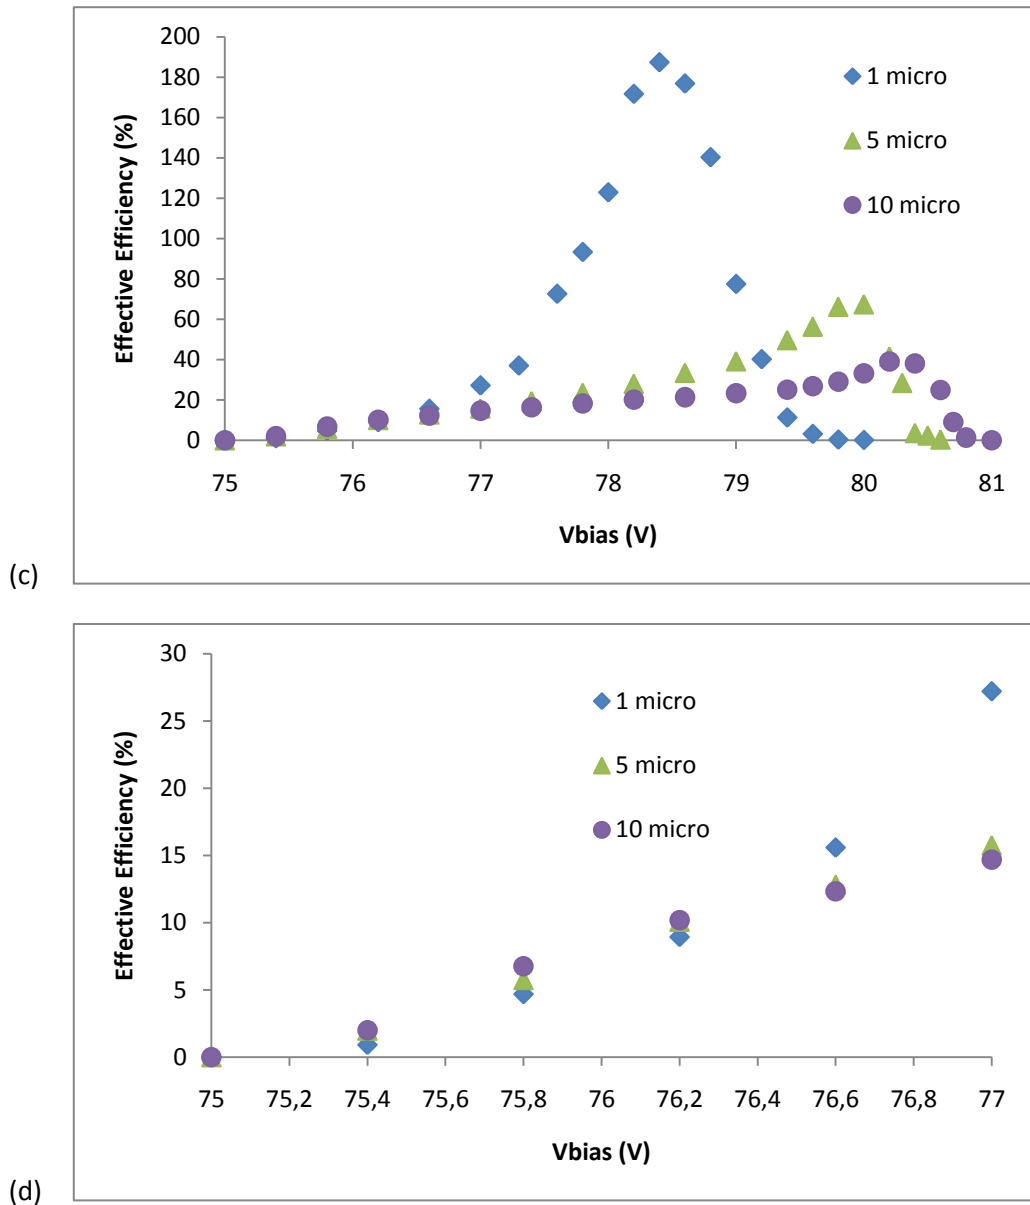 200
180
160
140
120
100
80
60
40
20
0
Effective Efficiency (%)
1 micro
5 micro
10 micro
75 76 77 78 79 80 81
Vbias (V)
(c)
30
25
20
15
10
5
0
Effective Efficiency (%)
1 micro
5 micro
10 micro
75 75,2 75,4 75,6 75,8 76 76,2 76,4 76,6 76,8 77
Vbias (V)
(d)